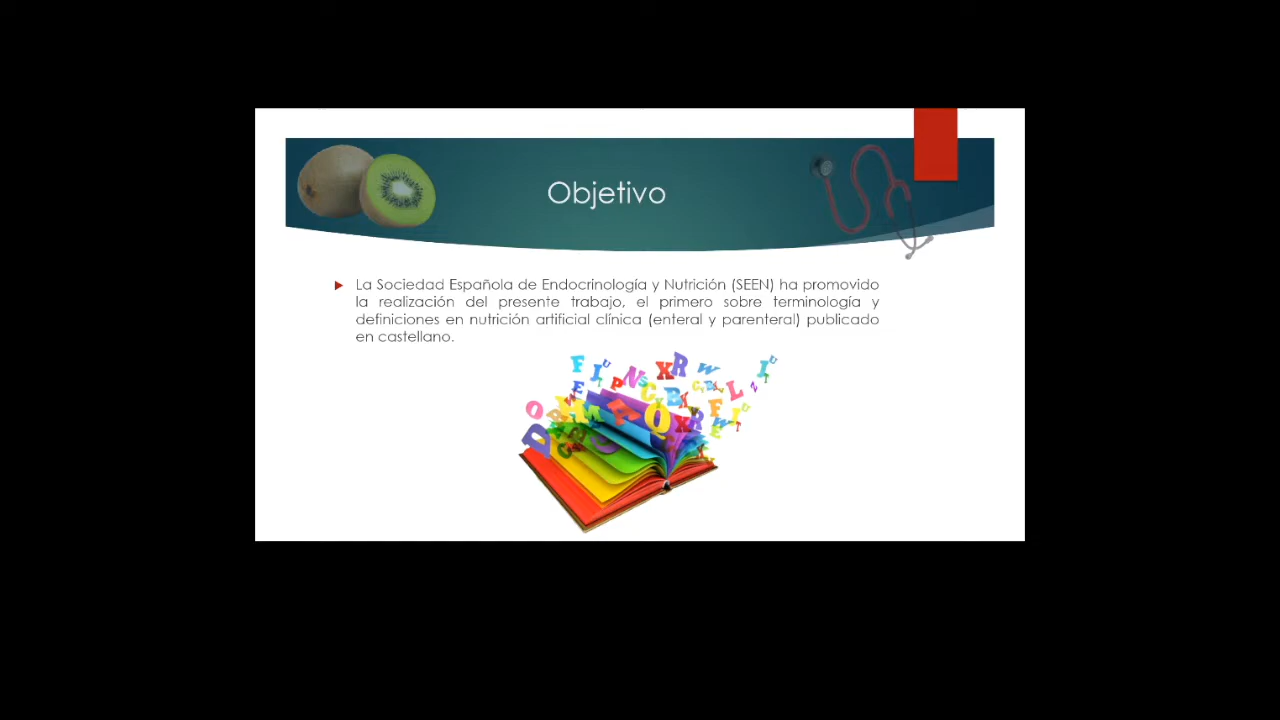 Objetivo
La Sociedad Española de Endocrinología y Nutrición (SEEN) ha promovido
la realización del presente trabajo, el primero sobre terminología y
definiciones en nutrición artificial clínica (enteral y parenteral) publicado
en castellano.